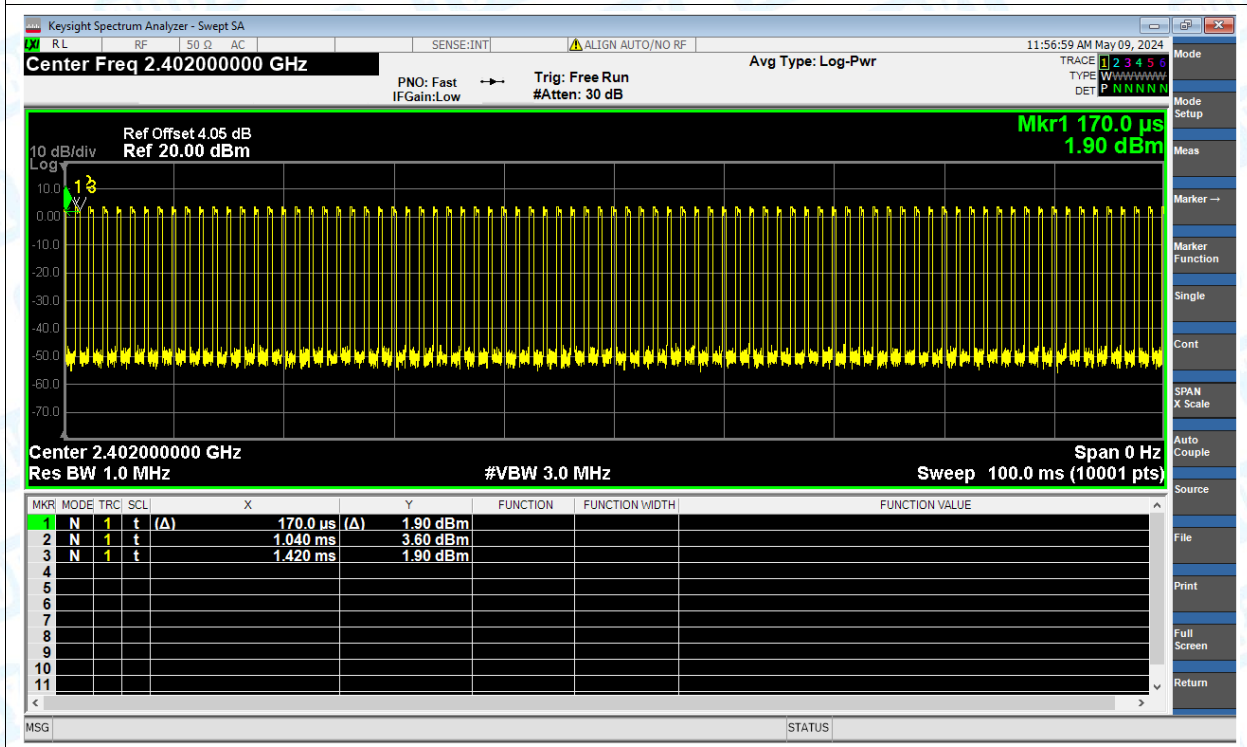 Keysight Spectrum Analyzer - Swept SA
LXI RL RF 50 Ω AC SENSE:INT ALIGN AUTO/NO RF 11:56:59 AM May 09, 2024
Center Freq 2.402000000 GHz
PNO: Fast
IFGain:Low
Trig: Free Run
#Atten: 30 dB
Avg Type: Log-Pwr
TRACE 1 2 3 4 5 6
TYPE WWWWWW
DET P N N N N N
Mkr1 170.0 µs
1.90 dBm
Ref Offset 4.05 dB
10 dB/div Ref 20.00 dBm
Log
10.0
0.00
-10.0
-20.0
-30.0
-40.0
-50.0
-60.0
-70.0
1 3
Center 2.402000000 GHz Span 0 Hz
Res BW 1.0 MHz #VBW 3.0 MHz Sweep 100.0 ms (10001 pts)
MKR MODE TRC SCL X Y FUNCTION FUNCTION WIDTH FUNCTION VALUE
1 N 1 t (Δ) 170.0 µs (Δ) 1.90 dBm
2 N 1 t 1.040 ms 3.60 dBm
3 N 1 t 1.420 ms 1.90 dBm
4
5
6
7
8
9
10
11
MSG STATUS
Mode
Mode
Setup
Meas
Marker →
Marker
Function
Single
Cont
SPAN
X Scale
Auto
Couple
Source
File
Print
Full
Screen
Return